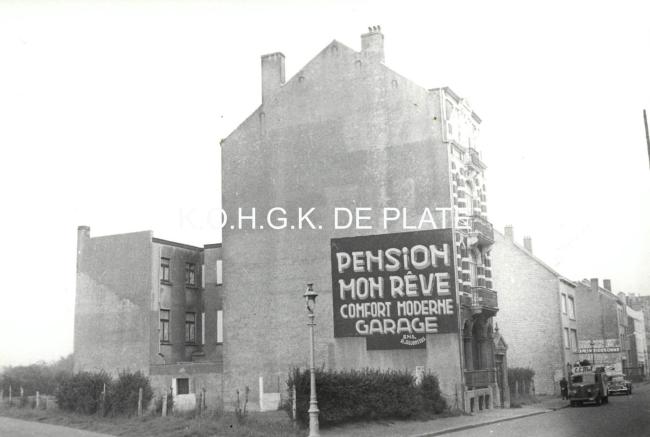 K.O.H.G.K. DE PLATE
PENSION
MON RÊVE
COMFORT MODERNE
GARAGE